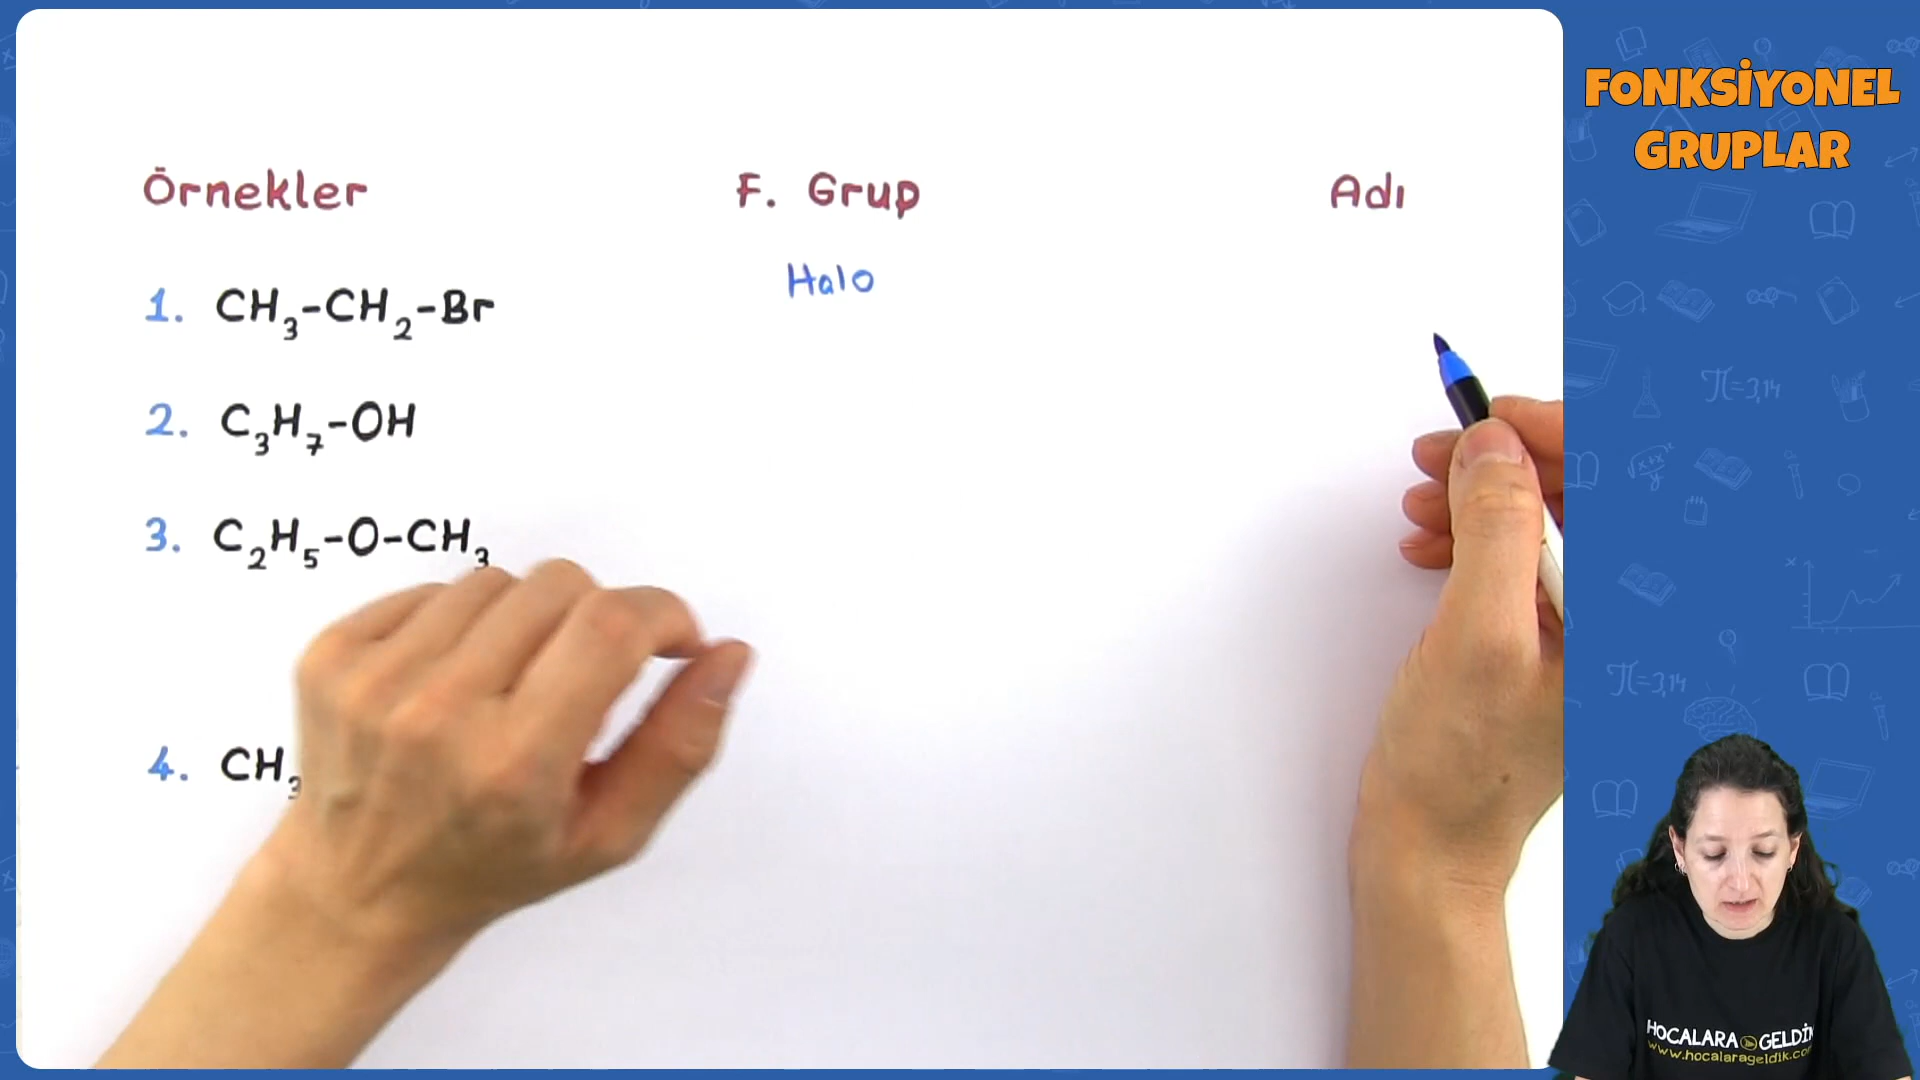 FONKSİYONEL
GRUPLAR
Örnekler F. Grup Adı
Halo
1. CH₃-CH₂-Br
2. C₃H₇-OH
3. C₂H₅-O-CH₃
4. CH₃
π=3,14
π=3,14
HOCALARA GELDİK
www.hocalarageldik.com